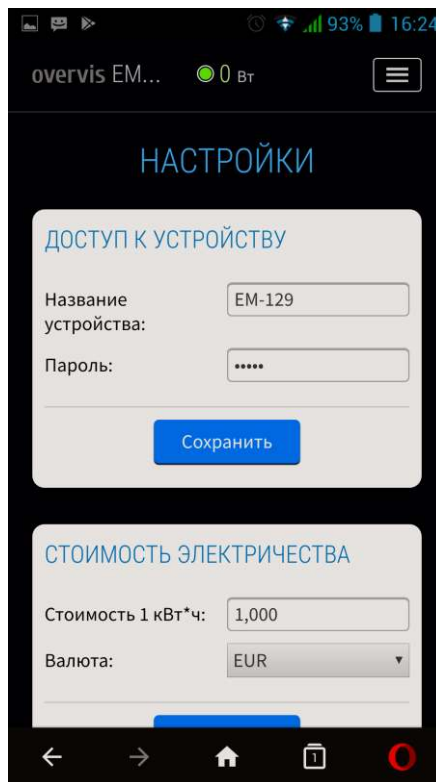 93% 16:24
overvis EM... 0 Вт
НАСТРОЙКИ
ДОСТУП К УСТРОЙСТВУ
Название устройства: EM-129
Пароль: •••••
Сохранить
СТОИМОСТЬ ЭЛЕКТРИЧЕСТВА
Стоимость 1 кВт*ч: 1,000
Валюта: EUR
1